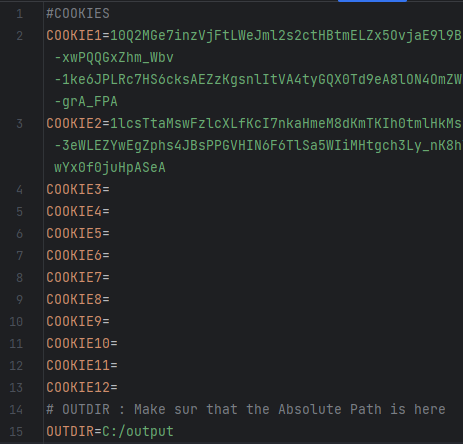 1 #COOKIES
2 COOKIE1=10Q2MGe7inzVjFtLWeJml2s2ctHBtmELZx5OvjaE9l9B
-xwPQQGxZhm_Wbv
-1ke6JPLRc7HS6cksAEZzKgsnlItVA4tyGQX0Td9eA8lON4OmZW
-grA_FPA
3 COOKIE2=1lcsTtaMswFzlcXLfKcI7nkaHmeM8dKmTKIh0tmlHkMs
-3eWLEZYwEgZphs4JBsPPGVHIN6F6TlSa5WIiMHtgch3Ly_nK8h
wYx0f0juHpASeA
4 COOKIE3=
5 COOKIE4=
6 COOKIE5=
7 COOKIE6=
8 COOKIE7=
9 COOKIE8=
10 COOKIE9=
11 COOKIE10=
12 COOKIE11=
13 COOKIE12=
14 # OUTDIR : Make sur that the Absolute Path is here
15 OUTDIR=C:/output